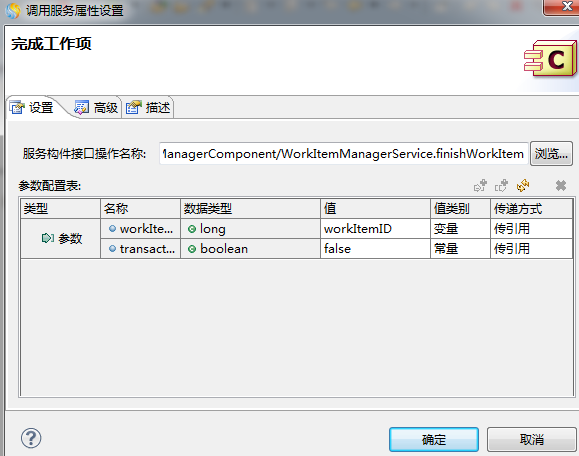 调用服务属性设置
完成工作项
C
设置 高级 描述
服务构件接口操作名称: ManagerComponent/WorkItemManagerService.finishWorkItem 浏览...
参数配置表:
类型 名称 数据类型 值 值类别 传递方式
参数 workIte... long workItemID 变量 传引用
transact... boolean false 常量 传引用
? 确定 取消